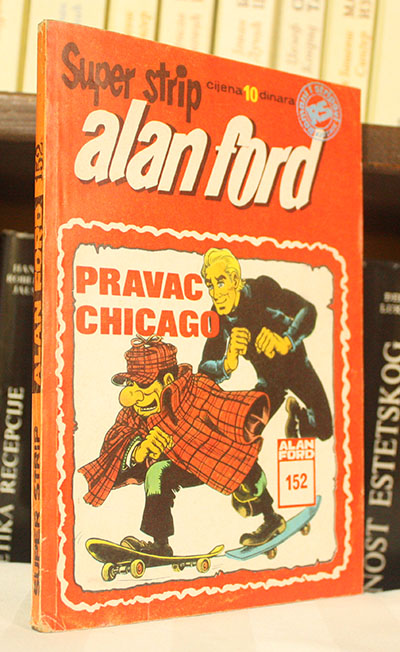 Super strip
cijena 10 dinara
alan ford
PRAVAC
CHICAGO
ALAN
FORD
152
SUPER STRIP ALAN FORD 152
TIKA RECEPCIJE
NOST ESTETSKOG